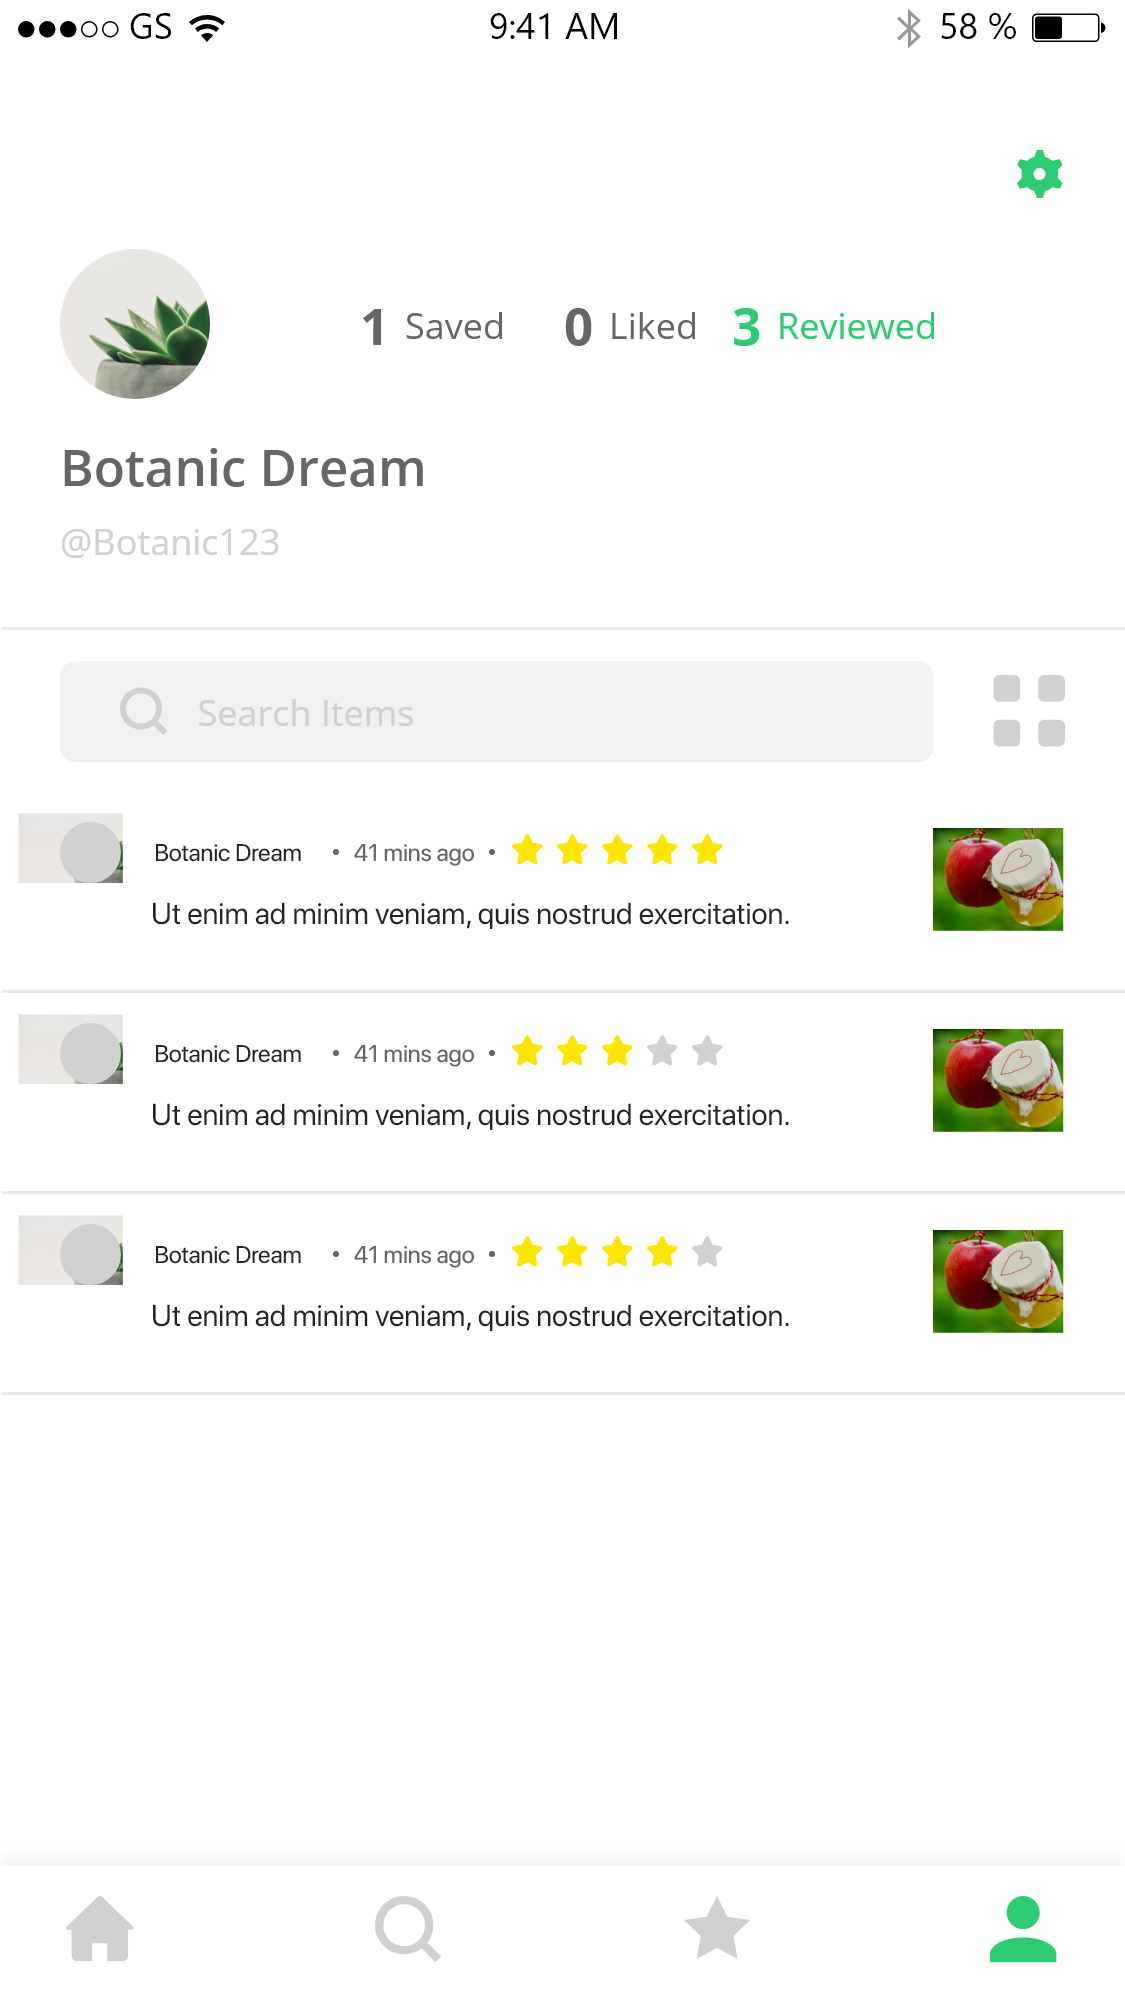 GS 9:41 AM 58 %
1 Saved 0 Liked 3 Reviewed
Botanic Dream
@Botanic123
Search Items
Botanic Dream • 41 mins ago •
Ut enim ad minim veniam, quis nostrud exercitation.
Botanic Dream • 41 mins ago •
Ut enim ad minim veniam, quis nostrud exercitation.
Botanic Dream • 41 mins ago •
Ut enim ad minim veniam, quis nostrud exercitation.